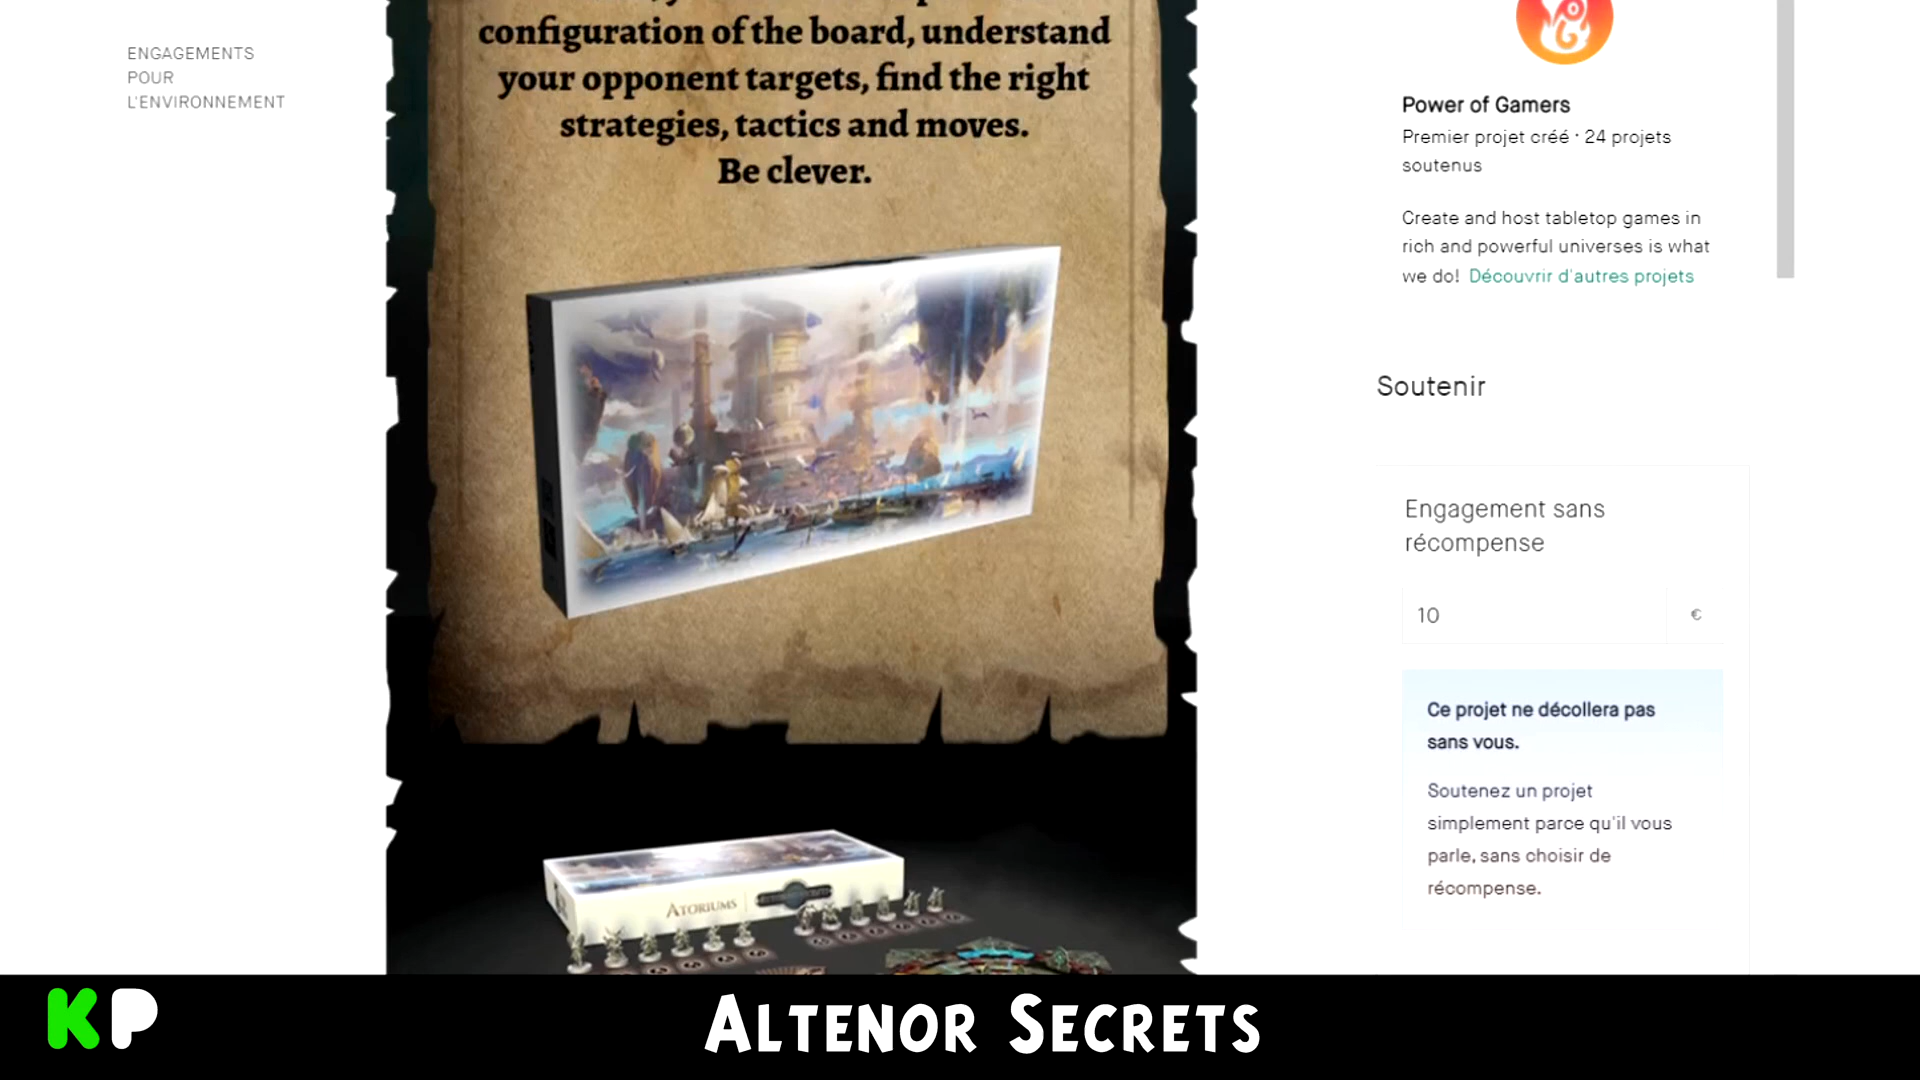 ENGAGEMENTS
POUR
L'ENVIRONNEMENT
configuration of the board, understand
your opponent targets, find the right
strategies, tactics and moves.
Be clever.
ATORIUMS
Power of Gamers
Premier projet créé · 24 projets
soutenus
Create and host tabletop games in
rich and powerful universes is what
we do! Découvrir d'autres projets
Soutenir
Engagement sans
récompense
10 €
Ce projet ne décollera pas
sans vous.
Soutenez un projet
simplement parce qu'il vous
parle, sans choisir de
récompense.
KP
ALTENOR SECRETS